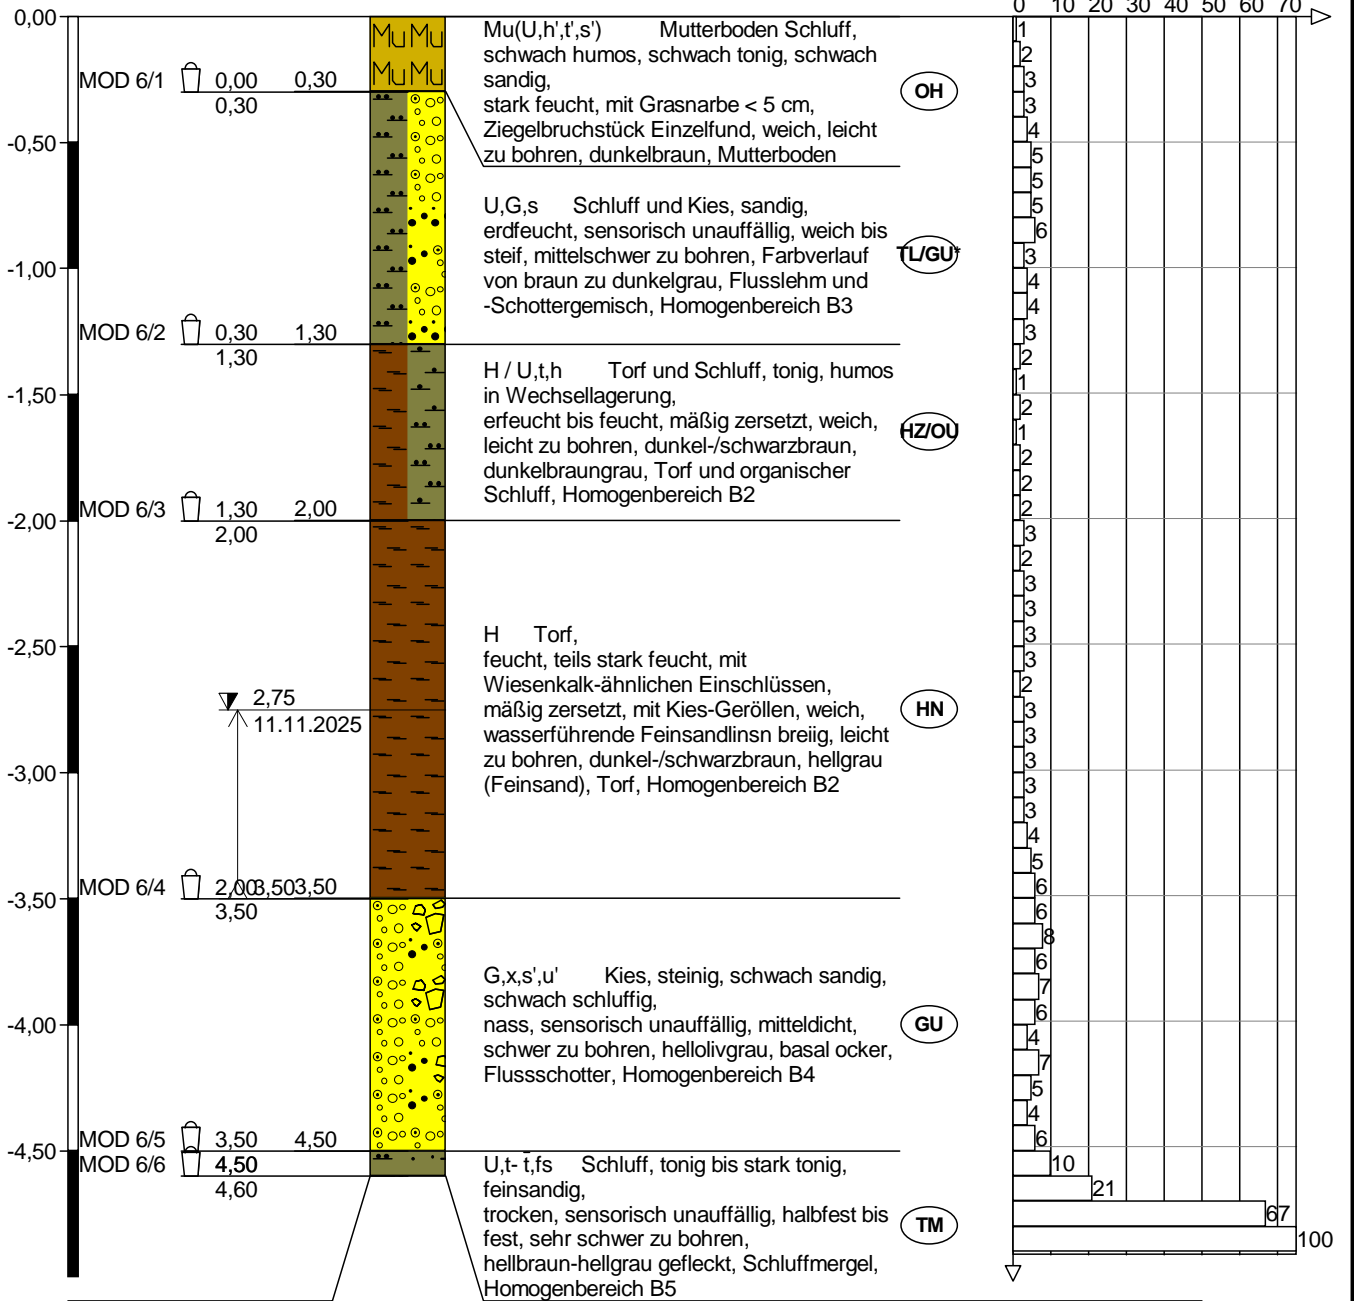 0 10 20 30 40 50 60 70
0,00
Mu Mu
Mu Mu
Mu(U,h',t',s') Mutterboden Schluff,
schwach humos, schwach tonig, schwach
sandig,
stark feucht, mit Grasnarbe < 5 cm,
Ziegelbruchstück Einzelfund, weich, leicht
zu bohren, dunkelbraun, Mutterboden
OH
MOD 6/1 0,00 0,30
0,30
-0,50
U,G,s Schluff und Kies, sandig,
erdfeucht, sensorisch unauffällig, weich bis
steif, mittelschwer zu bohren, Farbverlauf
von braun zu dunkelgrau, Flusslehm und
-Schottergemisch, Homogenbereich B3
TL/GU*
-1,00
MOD 6/2 0,30 1,30
1,30
H / U,t,h Torf und Schluff, tonig, humos
in Wechsellagerung,
erfeucht bis feucht, mäßig zersetzt, weich,
leicht zu bohren, dunkel-/schwarzbraun,
dunkelbraungrau, Torf und organischer
Schluff, Homogenbereich B2
HZ/OU
-1,50
MOD 6/3 1,30 2,00
-2,00
2,00
-2,50
H Torf,
feucht, teils stark feucht, mit
Wiesenkalk-ähnlichen Einschlüssen,
mäßig zersetzt, mit Kies-Geröllen, weich,
wasserführende Feinsandlinsn breiig, leicht
zu bohren, dunkel-/schwarzbraun, hellgrau
(Feinsand), Torf, Homogenbereich B2
HN
2,75
11.11.2025
-3,00
MOD 6/4 2,00 3,50 3,50
-3,50
3,50
G,x,s',u' Kies, steinig, schwach sandig,
schwach schluffig,
nass, sensorisch unauffällig, mitteldicht,
schwer zu bohren, hellolivgrau, basal ocker,
Flussschotter, Homogenbereich B4
GU
-4,00
MOD 6/5 3,50 4,50
-4,50
MOD 6/6 4,50
4,60
U,t- t̄,fs Schluff, tonig bis stark tonig,
feinsandig,
trocken, sensorisch unauffällig, halbfest bis
fest, sehr schwer zu bohren,
hellbraun-hellgrau gefleckt, Schluffmergel,
Homogenbereich B5
TM
1
2
3
3
4
5
5
5
6
3
4
4
3
2
1
2
1
2
2
2
3
2
3
3
3
3
2
3
3
3
3
4
5
6
6
8
6
7
6
4
7
5
4
6
10
21
67
100